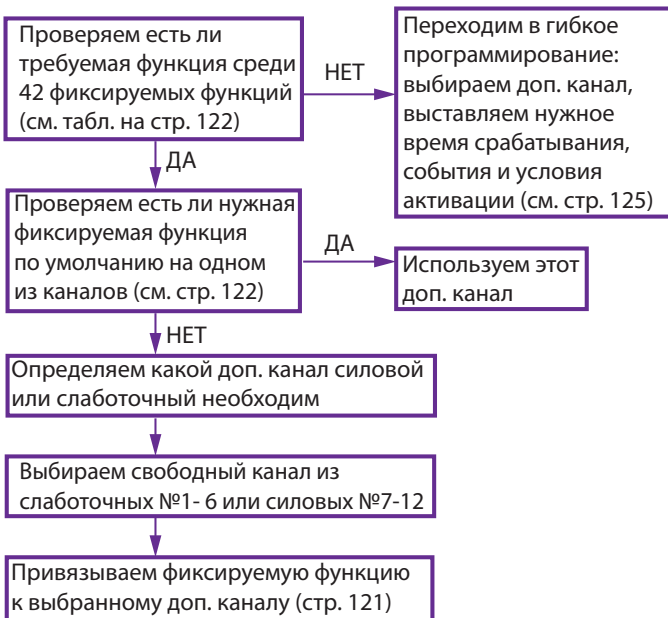 Проверяем есть ли
требуемая функция среди
42 фиксируемых функций
(см. табл. на стр. 122)
НЕТ
Переходим в гибкое
программирование:
выбираем доп. канал,
выставляем нужное
время срабатывания,
события и условия
активации (см. стр. 125)
ДА
Проверяем есть ли нужная
фиксируемая функция
по умолчанию на одном
из каналов (см. стр. 122)
ДА
Используем этот
доп. канал
НЕТ
Определяем какой доп. канал силовой
или слаботочный необходим
Выбираем свободный канал из
слаботочных №1- 6 или силовых №7-12
Привязываем фиксируемую функцию
к выбранному доп. каналу (стр. 121)